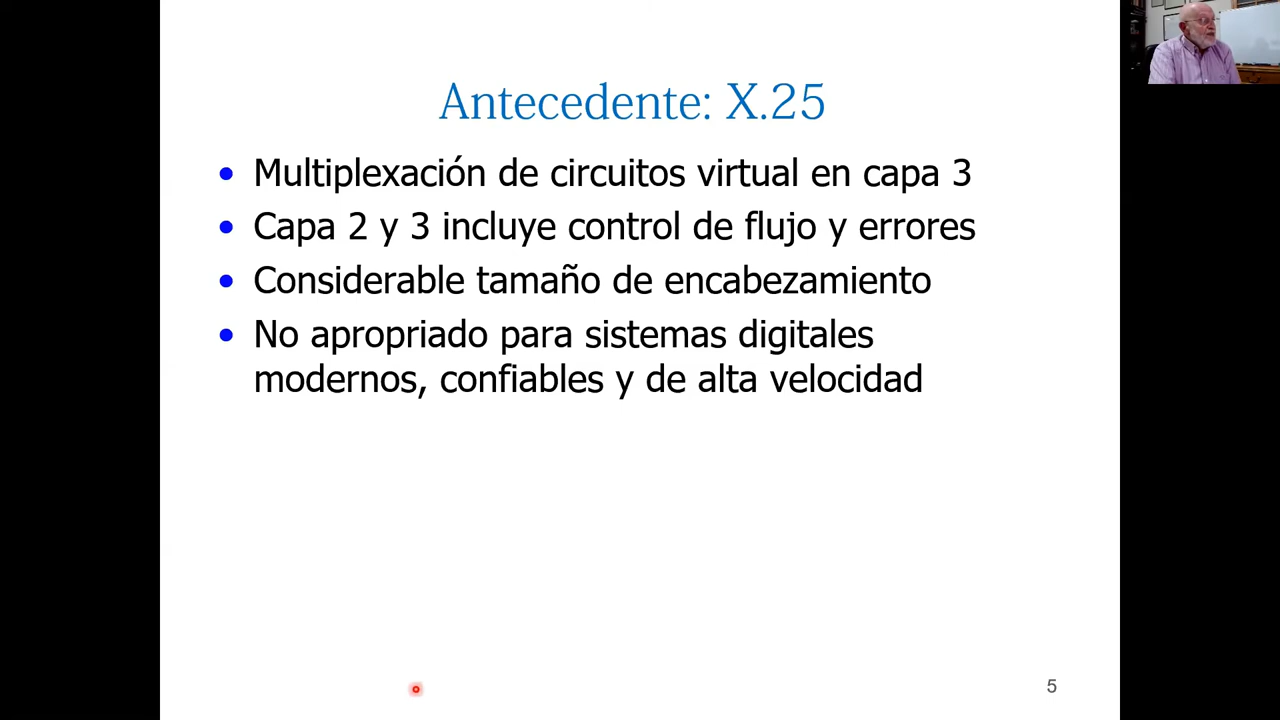 Antecedente: X.25
• Multiplexación de circuitos virtual en capa 3
• Capa 2 y 3 incluye control de flujo y errores
• Considerable tamaño de encabezamiento
• No apropiado para sistemas digitales
modernos, confiables y de alta velocidad
5